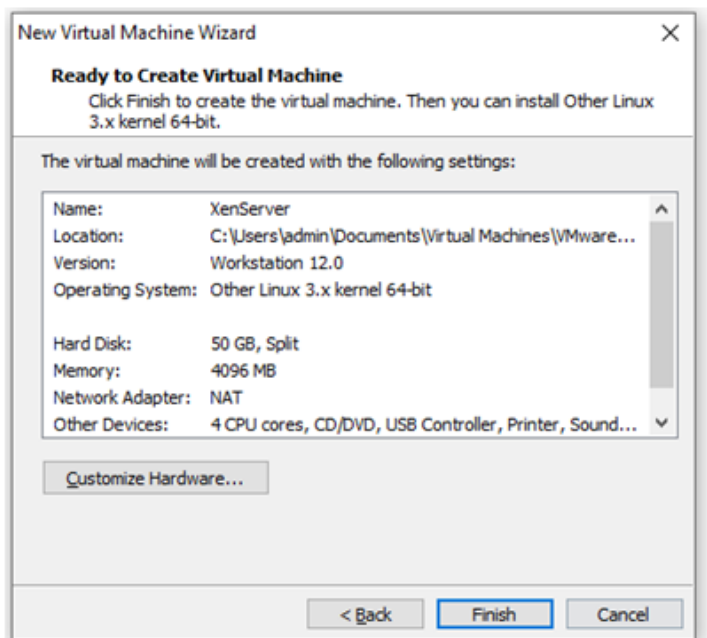 New Virtual Machine Wizard
Ready to Create Virtual Machine
Click Finish to create the virtual machine. Then you can install Other Linux
3.x kernel 64-bit.
The virtual machine will be created with the following settings:
Name: XenServer
Location: C:\Users\admin\Documents\Virtual Machines\VMware...
Version: Workstation 12.0
Operating System: Other Linux 3.x kernel 64-bit
Hard Disk: 50 GB, Split
Memory: 4096 MB
Network Adapter: NAT
Other Devices: 4 CPU cores, CD/DVD, USB Controller, Printer, Sound...
Customize Hardware...
< Back Finish Cancel